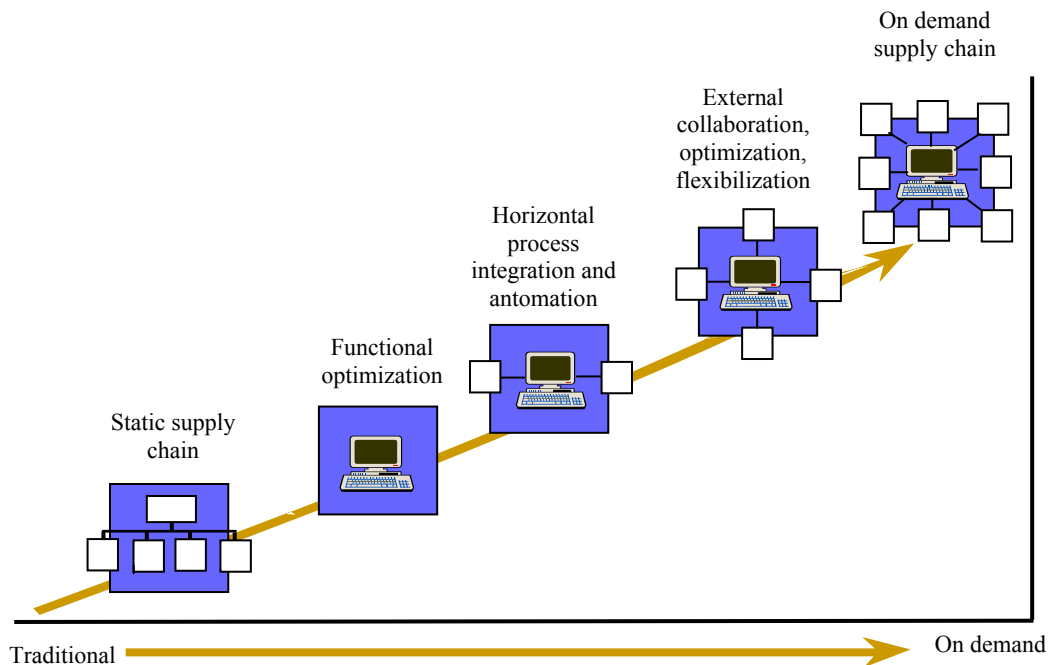 On demand
supply chain
External
collaboration,
optimization,
flexibilization
Horizontal
process
integration and
antomation
Functional
optimization
Static supply
chain
Traditional
On demand